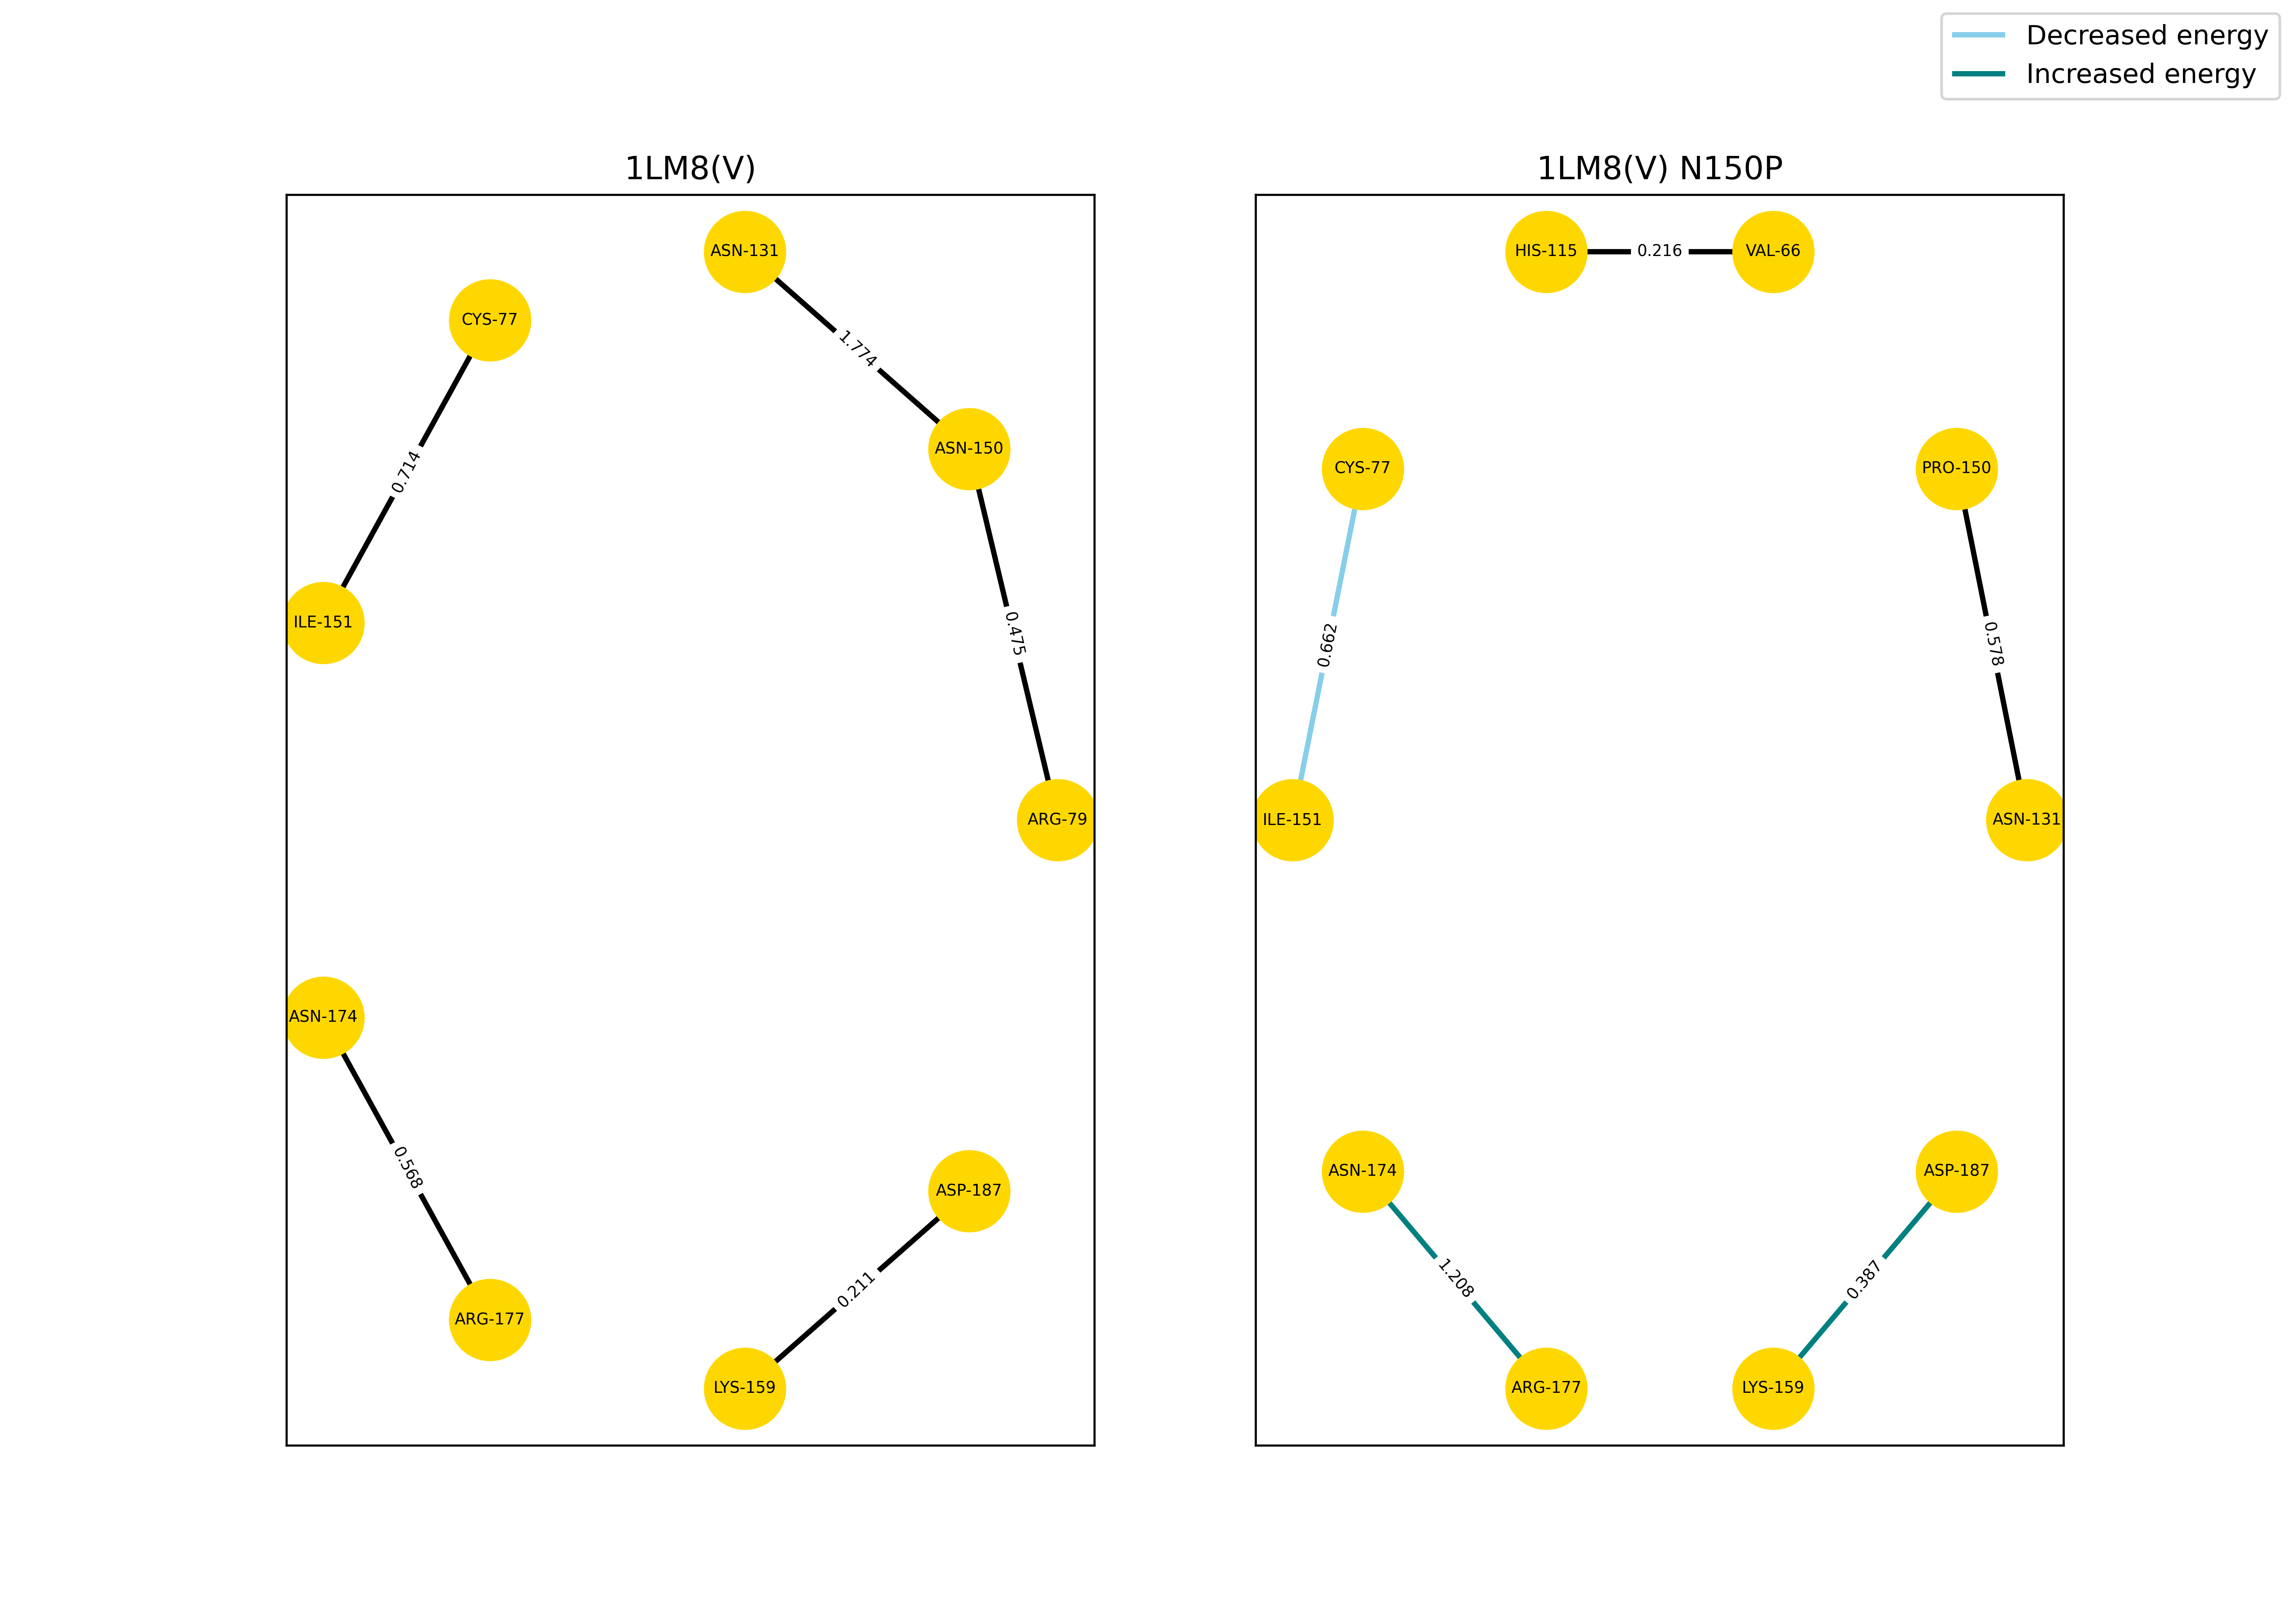 Decreased energy
Increased energy
1LM8(V)
ASN-131
CYS-77
1.774
ASN-150
0.714
ILE-151
0.475
ARG-79
ASN-174
0.568
ASP-187
0.211
ARG-177
LYS-159
1LM8(V) N150P
HIS-115 0.216 VAL-66
CYS-77
PRO-150
0.662
0.578
ILE-151
ASN-131
ASN-174
ASP-187
1.208
0.387
ARG-177
LYS-159